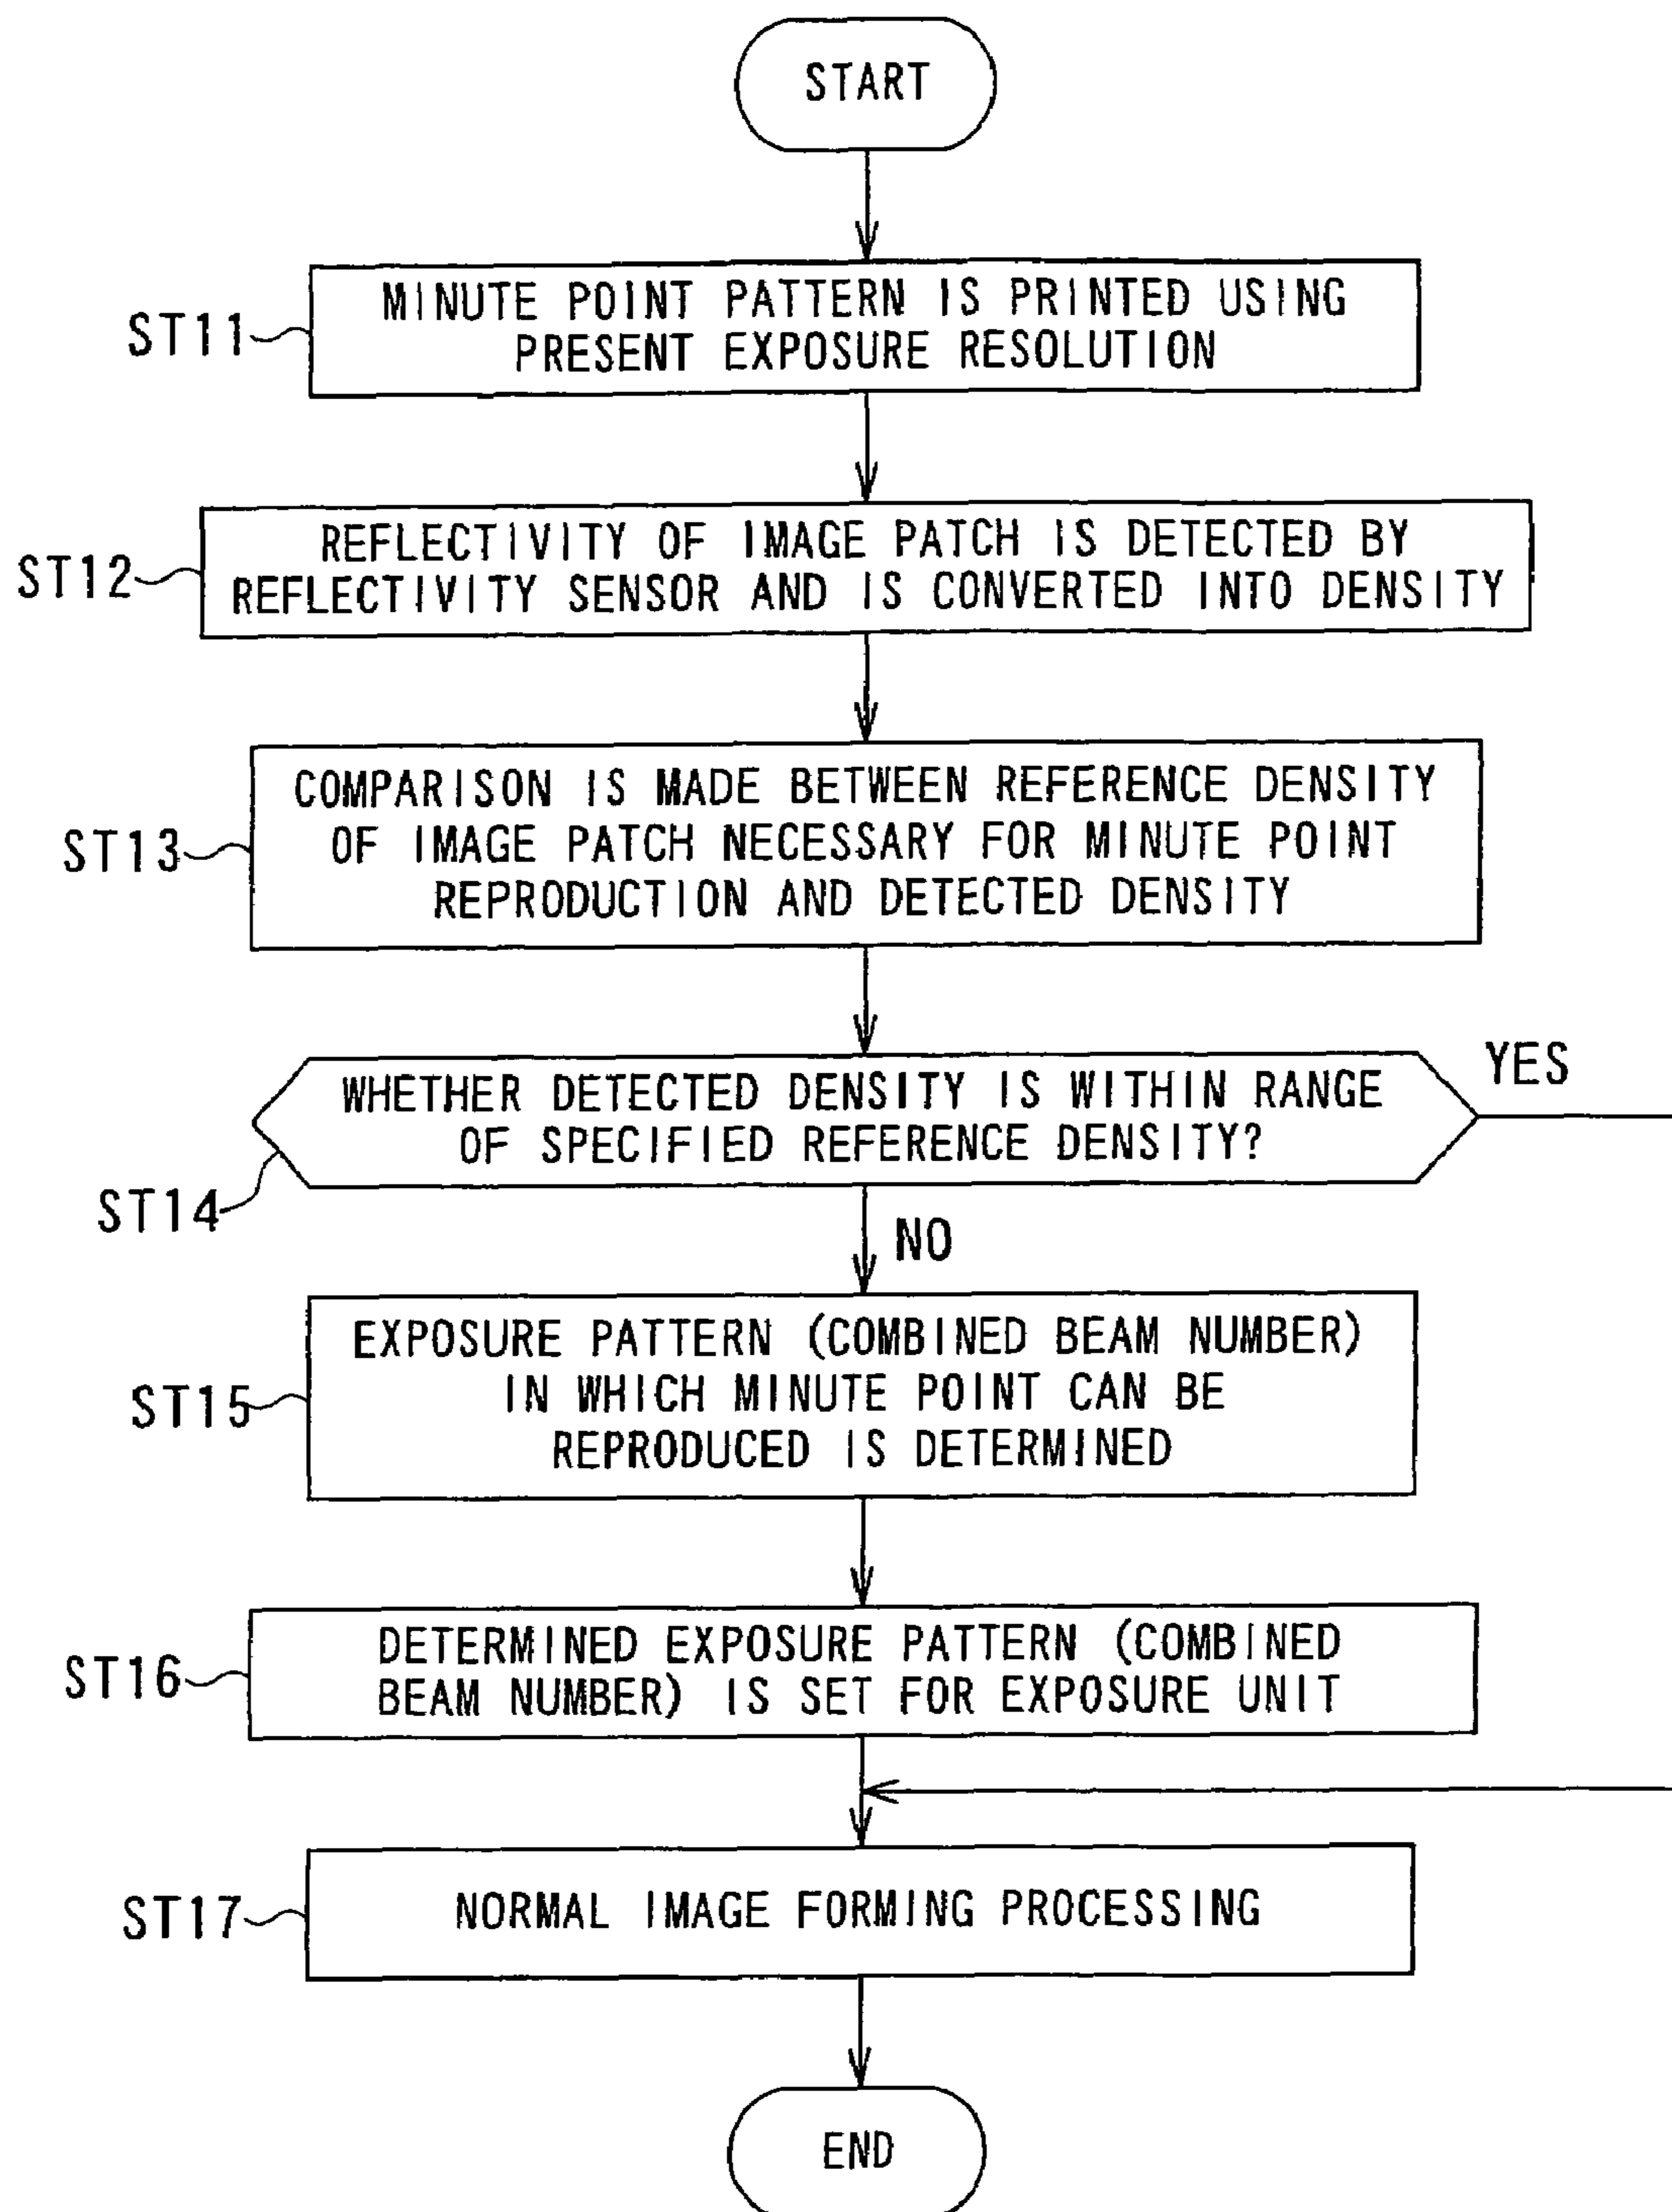 START
ST11
MINUTE POINT PATTERN IS PRINTED USING
PRESENT EXPOSURE RESOLUTION
ST12
REFLECTIVITY OF IMAGE PATCH IS DETECTED BY
REFLECTIVITY SENSOR AND IS CONVERTED INTO DENSITY
ST13
COMPARISON IS MADE BETWEEN REFERENCE DENSITY
OF IMAGE PATCH NECESSARY FOR MINUTE POINT
REPRODUCTION AND DETECTED DENSITY
ST14
WHETHER DETECTED DENSITY IS WITHIN RANGE
OF SPECIFIED REFERENCE DENSITY?
YES
NO
ST15
EXPOSURE PATTERN (COMBINED BEAM NUMBER)
IN WHICH MINUTE POINT CAN BE
REPRODUCED IS DETERMINED
ST16
DETERMINED EXPOSURE PATTERN (COMBINED
BEAM NUMBER) IS SET FOR EXPOSURE UNIT
ST17
NORMAL IMAGE FORMING PROCESSING
END